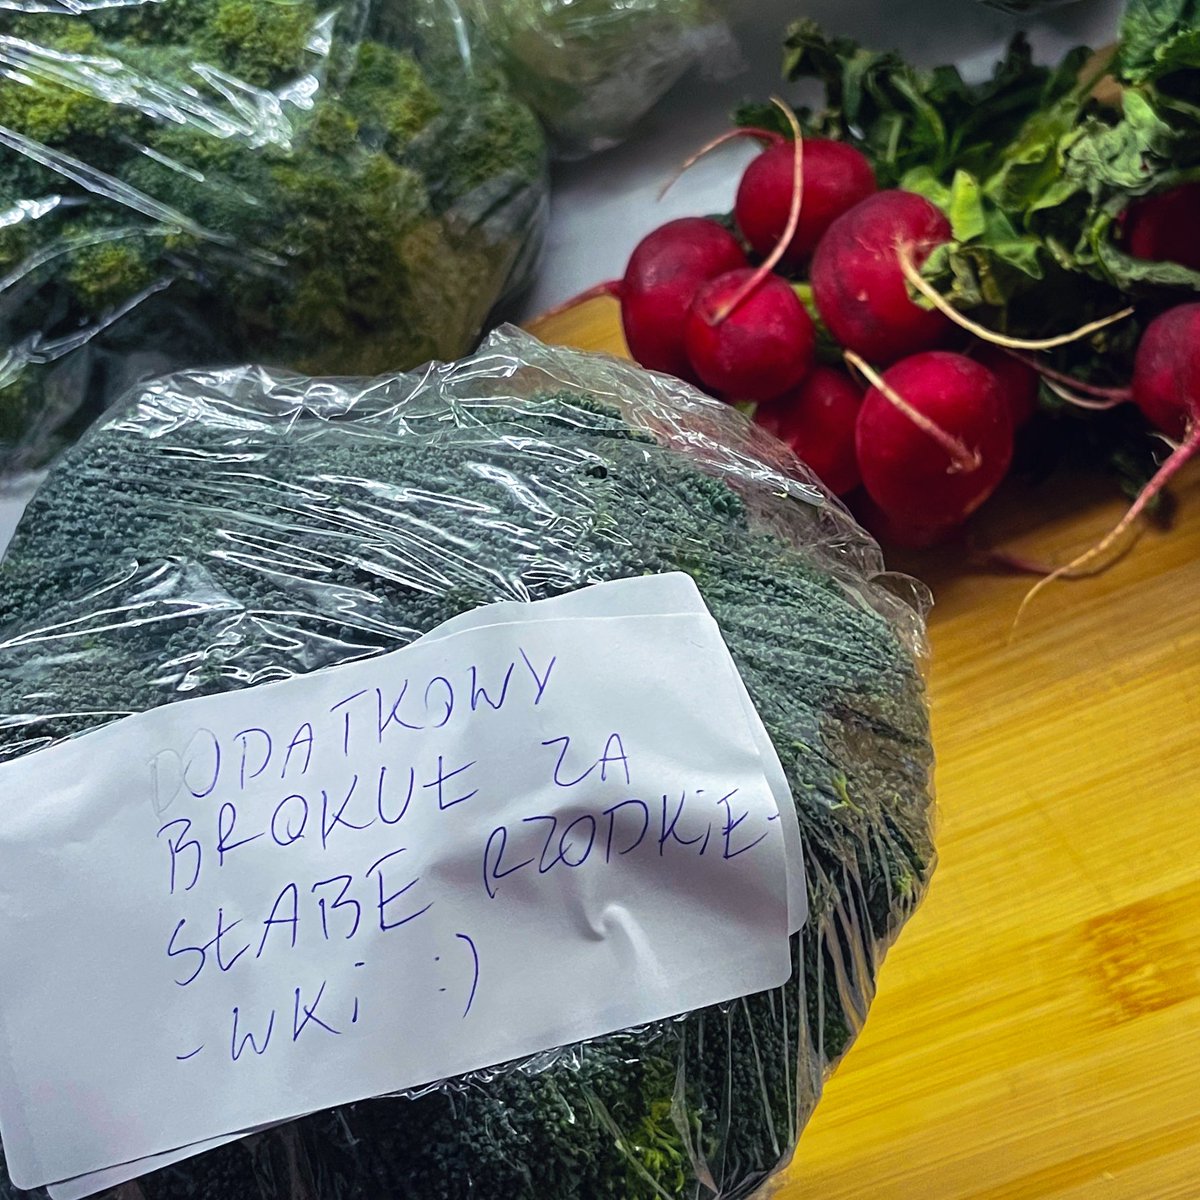 DODATKOWY
BROKUŁ ZA
SŁABE RZODKIE-
-WKi :)